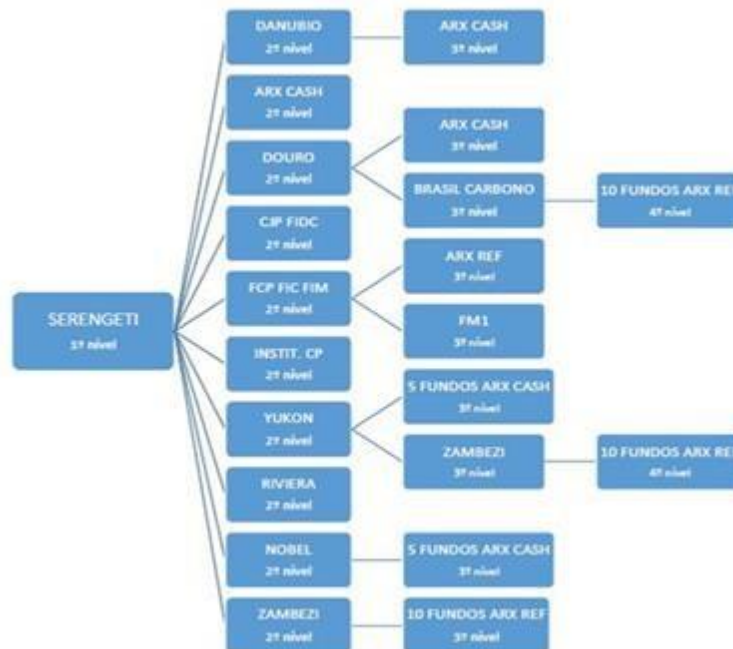 DANUBIO
2º nível
ARX CASH
3º nível
ARX CASH
2º nível
DOURO
2º nível
ARX CASH
3º nível
BRASIL CARBONO
3º nível
10 FUNDOS ARX RE
4º nível
CJP FIDC
2º nível
SERENGETI
1º nível
FCP FIC FIM
2º nível
ARX REF
3º nível
FM1
3º nível
INSTIT. CP
2º nível
YUKON
2º nível
5 FUNDOS ARX CASH
3º nível
ZAMBEZI
3º nível
10 FUNDOS ARX RE
4º nível
RIVIERA
2º nível
NOBEL
2º nível
5 FUNDOS ARX CASH
3º nível
ZAMBEZI
2º nível
10 FUNDOS ARX REF
3º nível